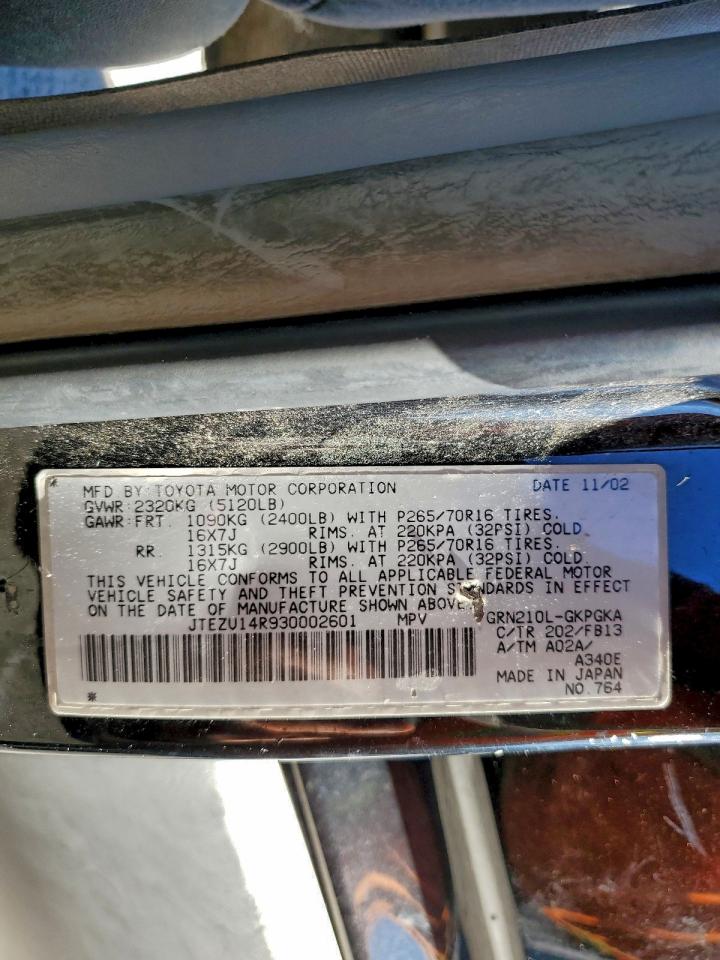 MFD BY: TOYOTA MOTOR CORPORATION DATE 11/02
GVWR: 2320KG (5120LB)
GAWR: FRT. 1090KG (2400LB) WITH P265/70R16 TIRES.
16X7J RIMS. AT 220KPA (32PSI) COLD.
RR. 1315KG (2900LB) WITH P265/70R16 TIRES.
16X7J RIMS. AT 220KPA (32PSI) COLD.
THIS VEHICLE CONFORMS TO ALL APPLICABLE FEDERAL MOTOR
VEHICLE SAFETY AND THEFT PREVENTION STANDARDS IN EFFECT
ON THE DATE OF MANUFACTURE SHOWN ABOVE.
JTEZU14R930002601 MPV GRN210L-GKPGKA
C/TR 202/FB13
A/TM A02A/
A340E
MADE IN JAPAN
NO.764